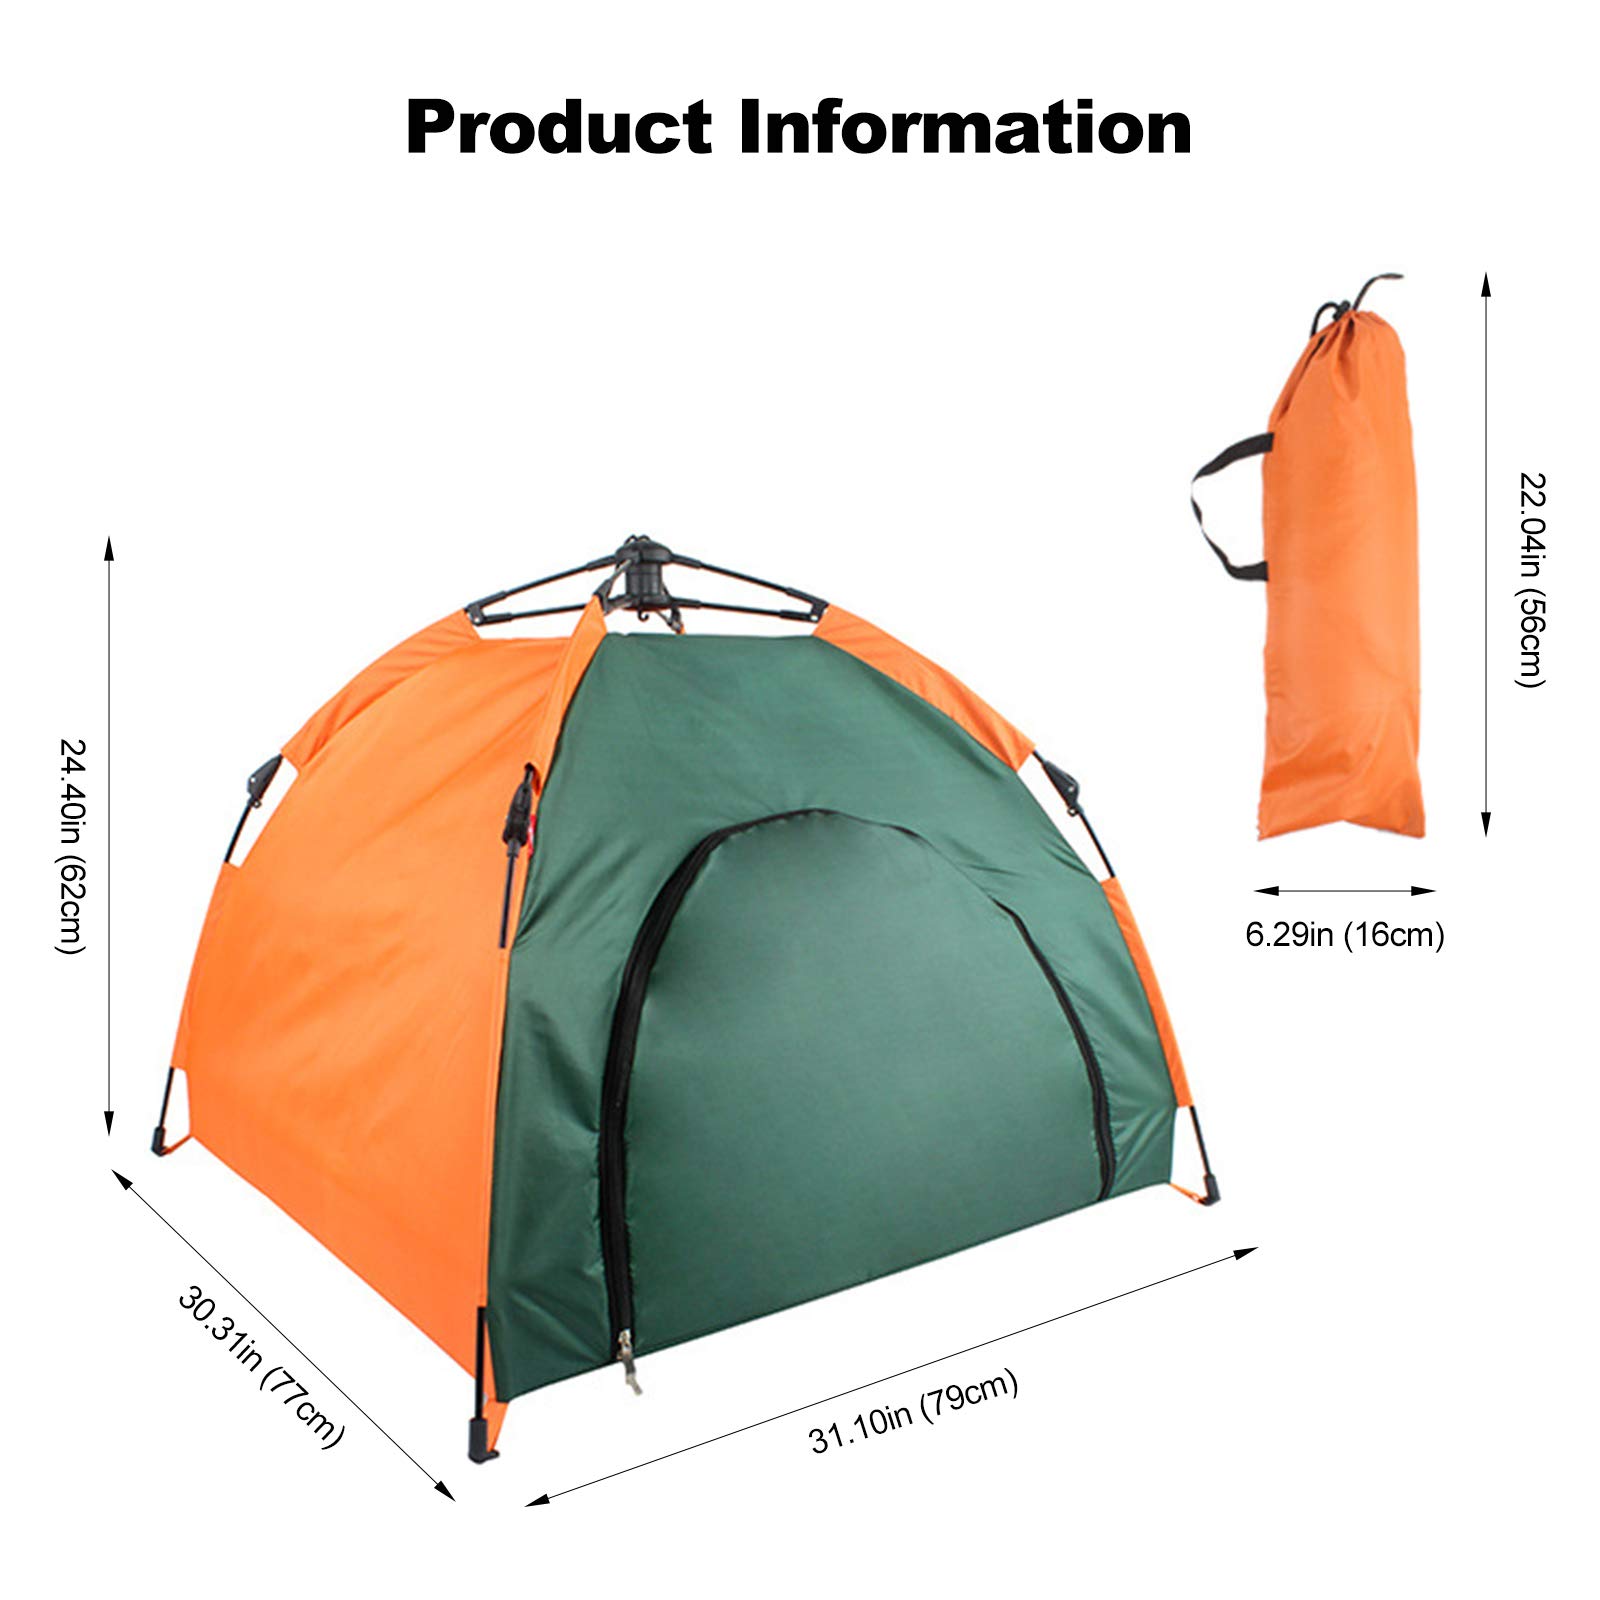 Product Information
22.04in (56cm)
6.29in (16cm)
24.40in (62cm)
30.31in (77cm)
31.10in (79cm)